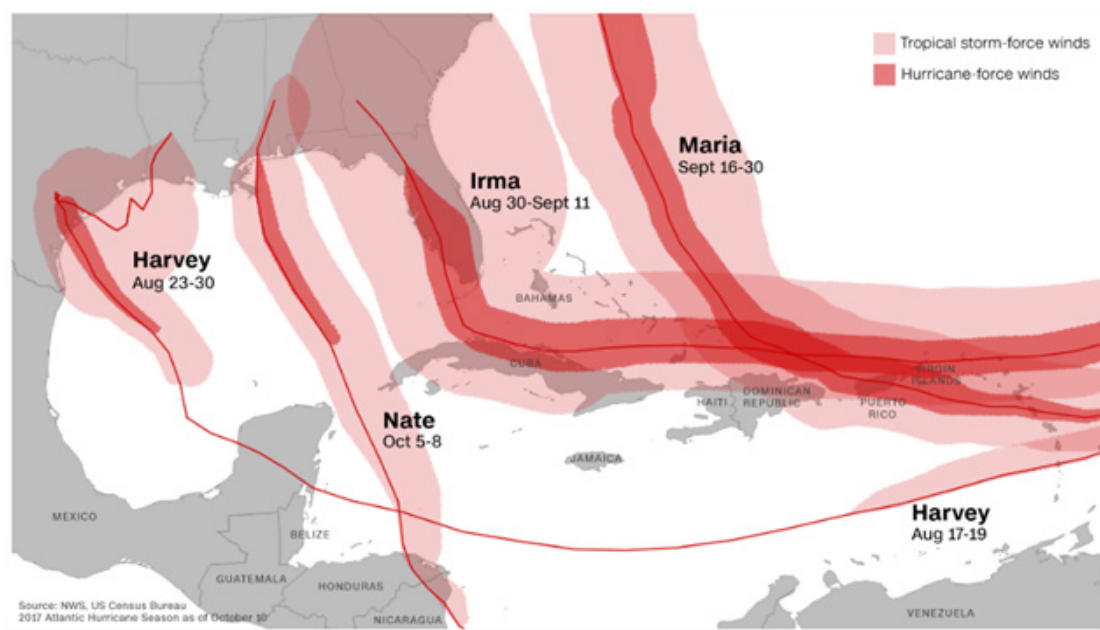 Tropical storm-force winds
Hurricane-force winds
Maria
Sept 16-30
Irma
Aug 30-Sept 11
Harvey
Aug 23-30
BAHAMAS
CUBA
VIRGIN
ISLANDS
HAITI
DOMINICAN
REPUBLIC
PUERTO
RICO
Nate
Oct 5-8
JAMAICA
Harvey
Aug 17-19
MEXICO
BELIZE
GUATEMALA
HONDURAS
NICARAGUA
VENEZUELA
Source: NWS, US Census Bureau
2017 Atlantic Hurricane Season as of October 10